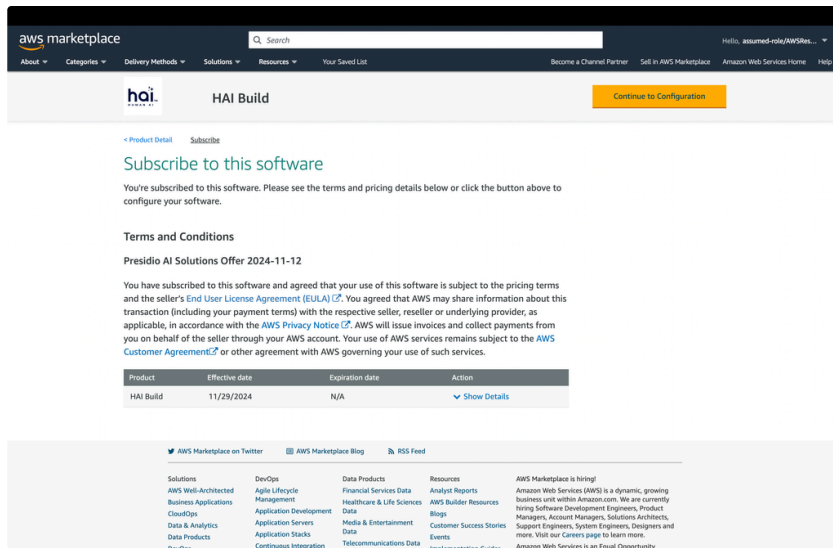 aws marketplace
Search
Hello, assumed-role/AWSRes...
About
Categories
Delivery Methods
Solutions
Resources
Your Saved List
Become a Channel Partner
Sell in AWS Marketplace
Amazon Web Services Home
Help
hai
HUMAN AI
HAI Build
Continue to Configuration
< Product Detail
Subscribe
Subscribe to this software
You're subscribed to this software. Please see the terms and pricing details below or click the button above to
configure your software.
Terms and Conditions
Presidio AI Solutions Offer 2024-11-12
You have subscribed to this software and agreed that your use of this software is subject to the pricing terms
and the seller's End User License Agreement (EULA). You agreed that AWS may share information about this
transaction (including your payment terms) with the respective seller, reseller or underlying provider, as
applicable, in accordance with the AWS Privacy Notice. AWS will issue invoices and collect payments from
you on behalf of the seller through your AWS account. Your use of AWS services remains subject to the AWS
Customer Agreement or other agreement with AWS governing your use of such services.
Product Effective date Expiration date Action
HAI Build 11/29/2024 N/A Show Details
AWS Marketplace on Twitter
AWS Marketplace Blog
RSS Feed
Solutions
AWS Well-Architected
Business Applications
CloudOps
Data & Analytics
Data Products
DevOps
DevOps
Agile Lifecycle
Management
Application Development
Application Servers
Application Stacks
Continuous Integration
Data Products
Financial Services Data
Healthcare & Life Sciences
Data
Media & Entertainment
Data
Telecommunications Data
Resources
Analyst Reports
AWS Builder Resources
Blogs
Customer Success Stories
Events
Implementation Guides
AWS Marketplace is hiring!
Amazon Web Services (AWS) is a dynamic, growing
business unit within Amazon.com. We are currently
hiring Software Development Engineers, Product
Managers, Account Managers, Solutions Architects,
Support Engineers, System Engineers, Designers and
more. Visit our Careers page to learn more.
Amazon Web Services is an Equal Opportunity